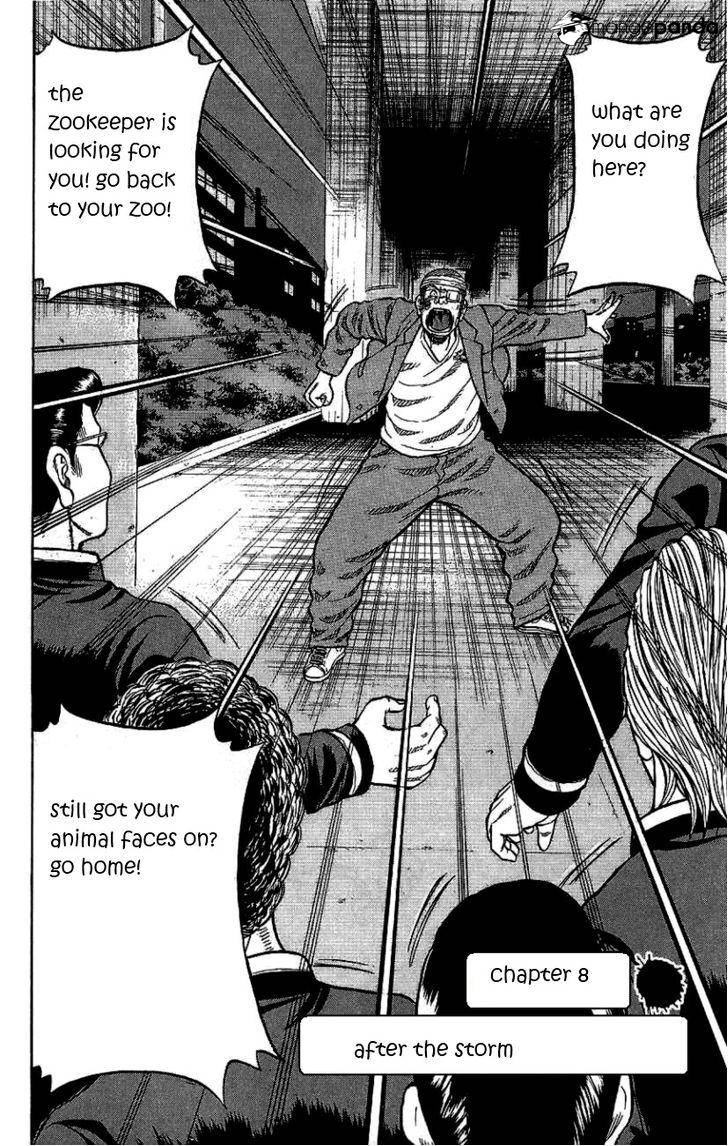 mangapanda
what are
you doing
here?
the
zookeeper is
looking for
you! go back
to your zoo!
still got your
animal faces on?
go home!
chapter 8
after the storm